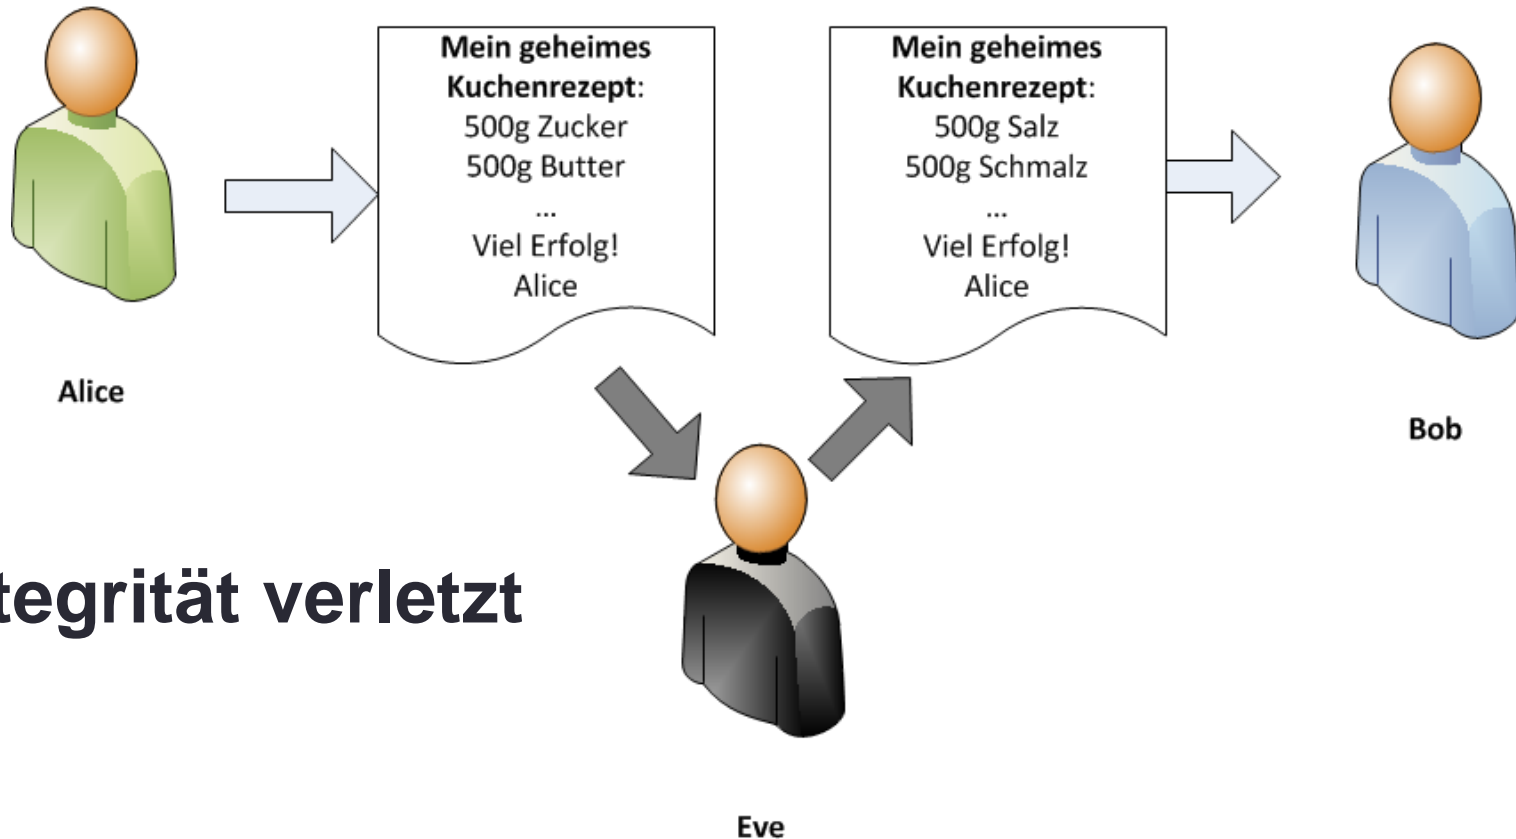 Mein geheimes
Kuchenrezept:
500g Zucker
500g Butter
...
Viel Erfolg!
Alice
Mein geheimes
Kuchenrezept:
500g Salz
500g Schmalz
...
Viel Erfolg!
Alice
Alice
Bob
tegrität verletzt
Eve